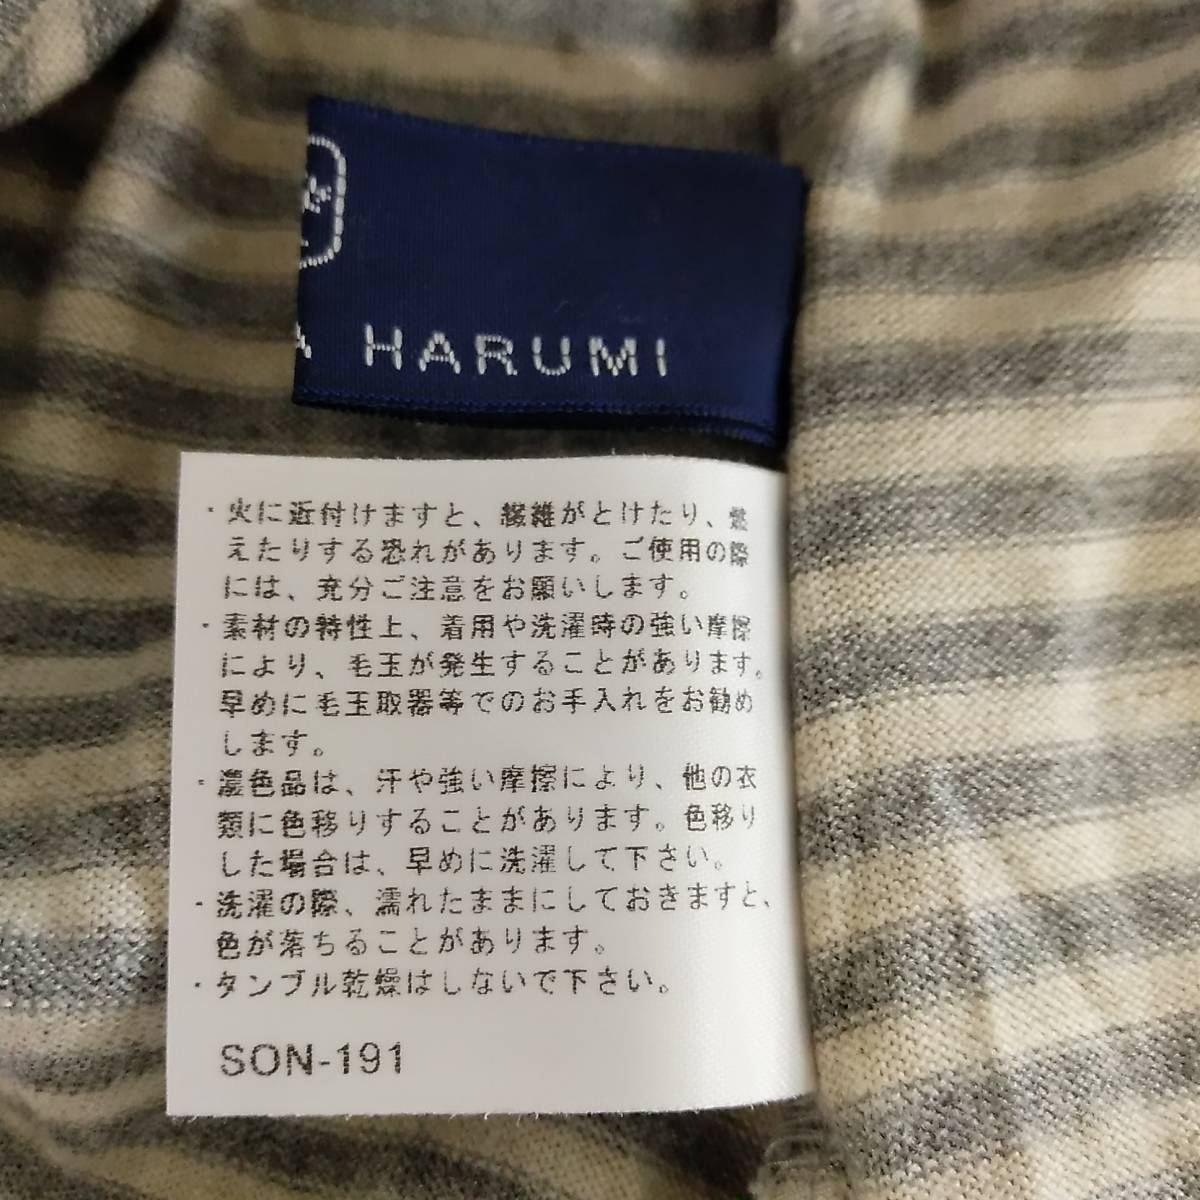 A HARUMI
・火に近付けますと、繊維がとけたり、燃
えたりする恐れがあります。ご使用の際
には、充分ご注意をお願いします。
・素材の特性上、着用や洗濯時の強い摩擦
により、毛玉が発生することがあります。
早めに毛玉取器等でのお手入れをお勧め
します。
・濃色品は、汗や強い摩擦により、他の衣
類に色移りすることがあります。色移り
した場合は、早めに洗濯して下さい。
・洗濯の際、濡れたままにしておきますと、
色が落ちることがあります。
・タンブル乾燥はしないで下さい。
SON-191